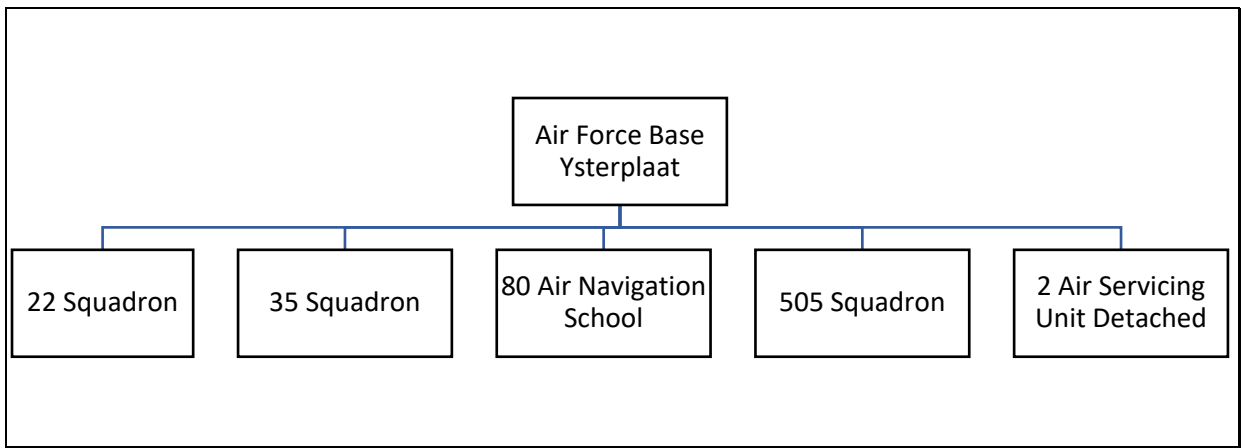 Air Force Base
Ysterplaat
22 Squadron
35 Squadron
80 Air Navigation
School
505 Squadron
2 Air Servicing
Unit Detached